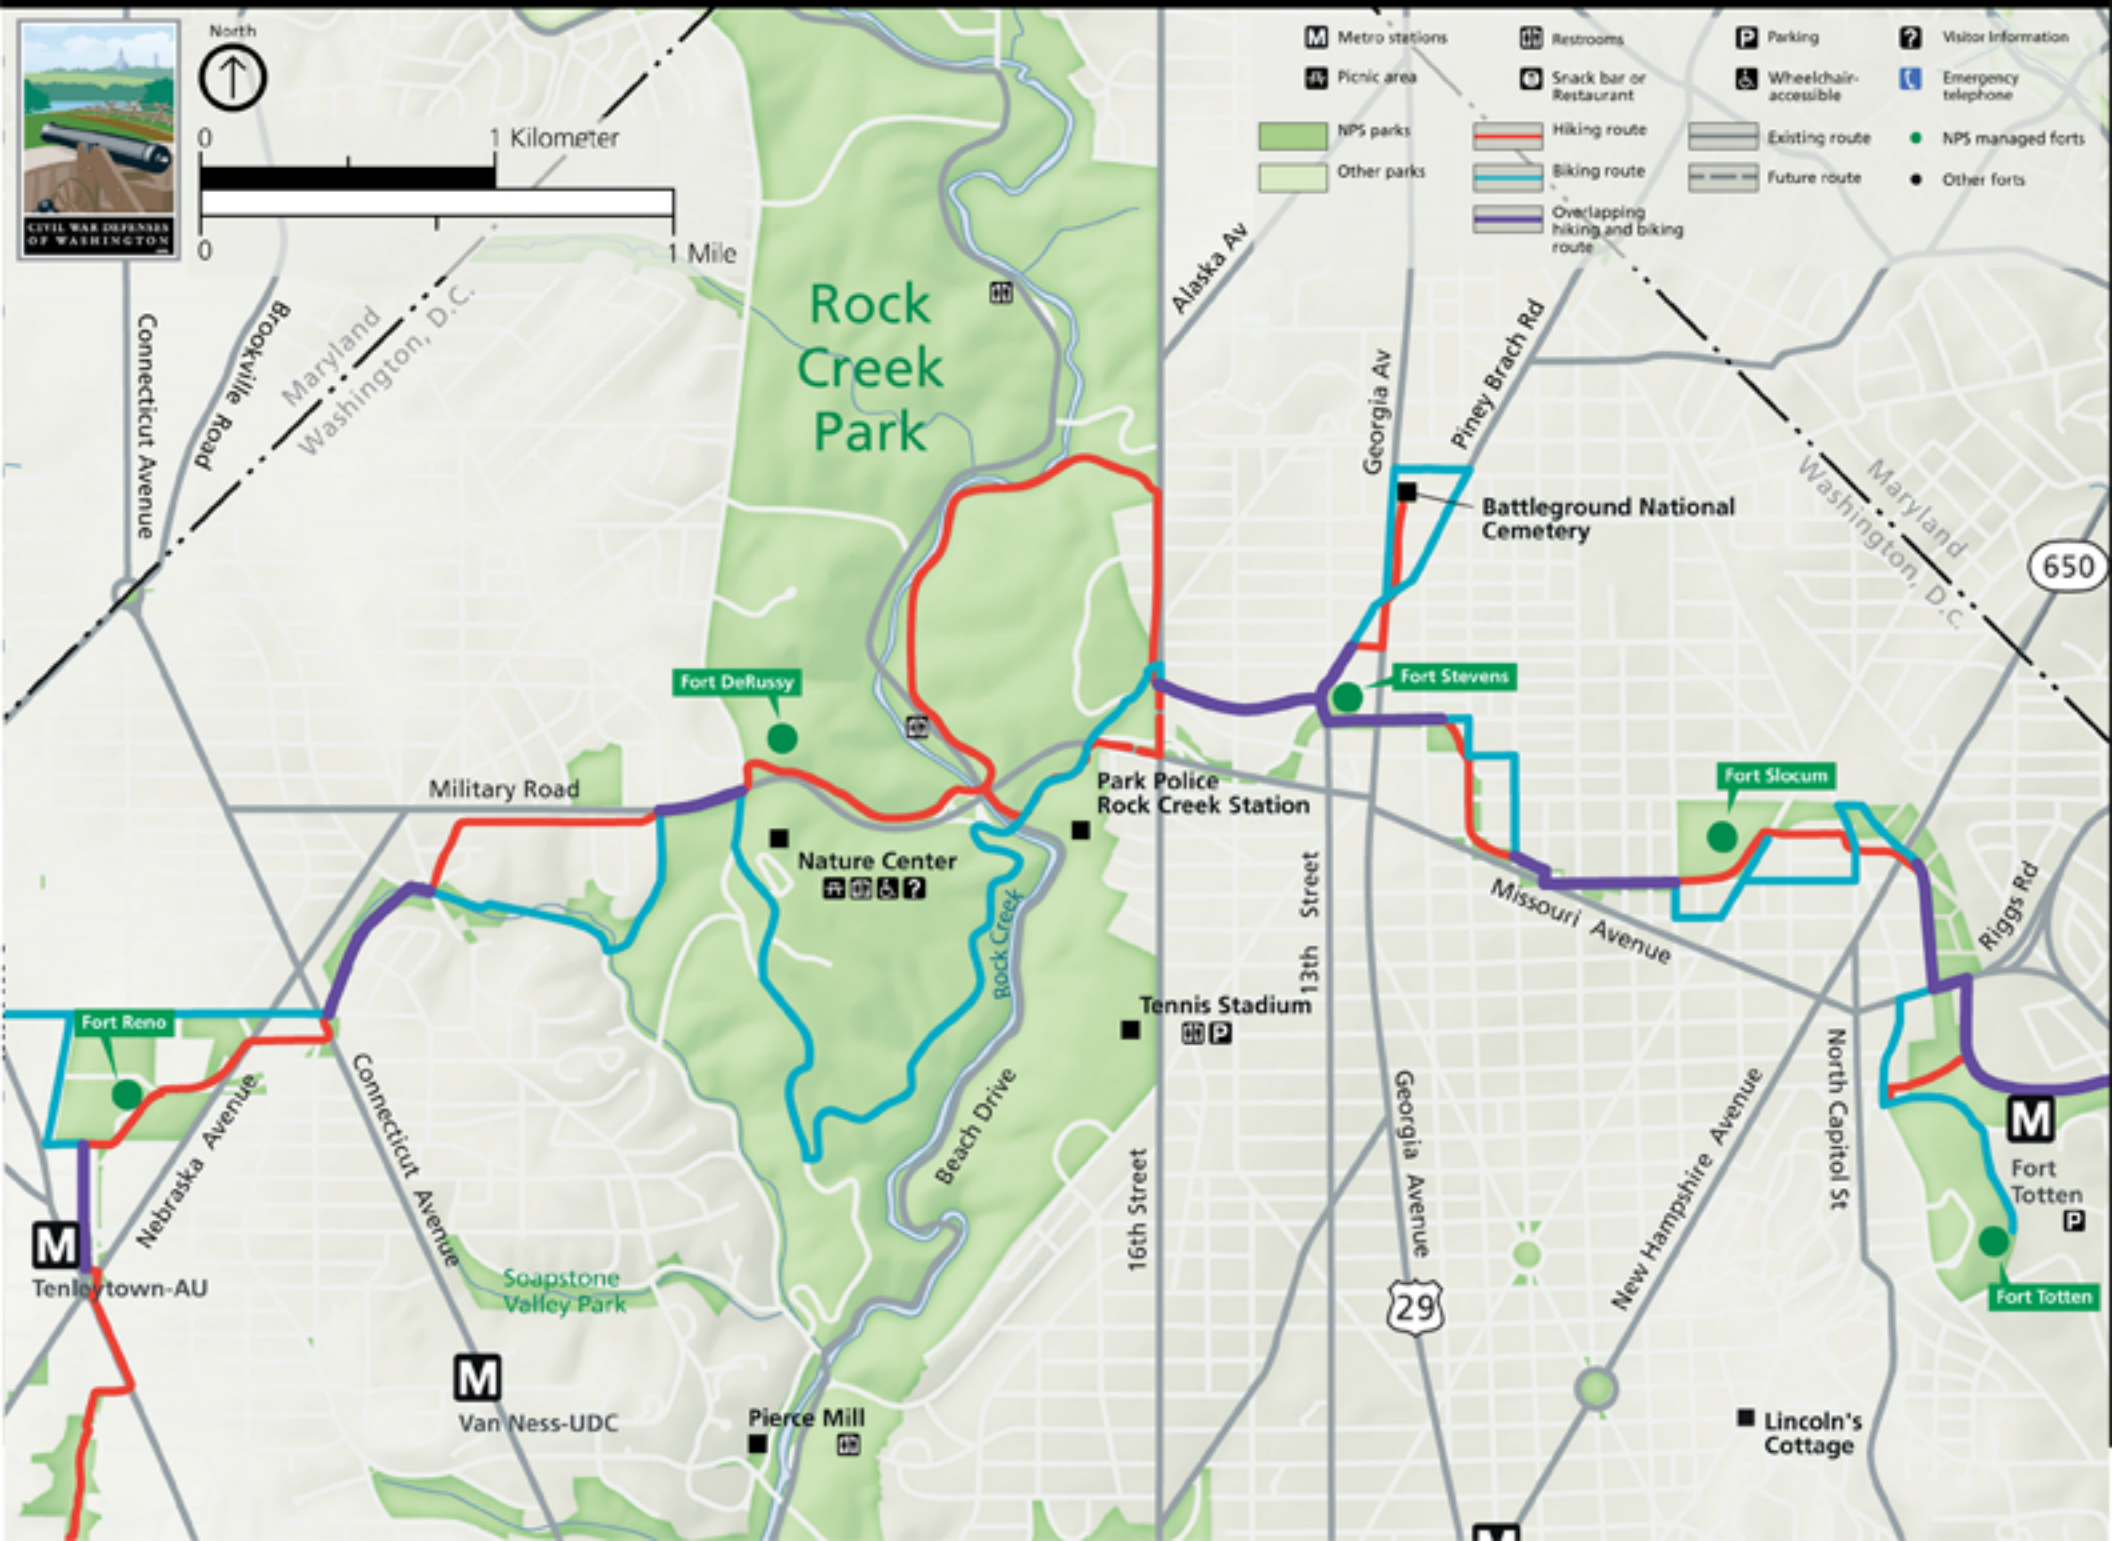 North
0
1 Kilometer
0
1 Mile
CIVIL WAR DEFENSES
OF WASHINGTON
M
Metro stations
Restrooms
P
Parking
?
Visitor Information
Picnic area
Snack bar or
Restaurant
Wheelchair-
accessible
Emergency
telephone
NPS parks
Hiking route
Existing route
NPS managed forts
Other parks
Biking route
Future route
Other forts
Overlapping
hiking and biking
route
Connecticut Avenue
Brookville Road
Maryland
Washington, D.C.
Rock
Creek
Park
Alaska Av
Georgia Av
Piney Brach Rd
Battleground National
Cemetery
Maryland
Washington, D.C.
650
Fort DeRussy
Fort Stevens
Military Road
Park Police
Rock Creek Station
Fort Slocum
Nature Center
?
Rock Creek
13th Street
Missouri Avenue
Riggs Rd
Fort Reno
Tennis Stadium
P
Nebraska Avenue
Connecticut Avenue
Beach Drive
16th Street
Georgia Avenue
New Hampshire Avenue
North Capitol St
M
Fort
Totten
P
M
Tenleytown-AU
Soapstone
Valley Park
29
Fort Totten
M
Van Ness-UDC
Pierce Mill
Lincoln's
Cottage
M